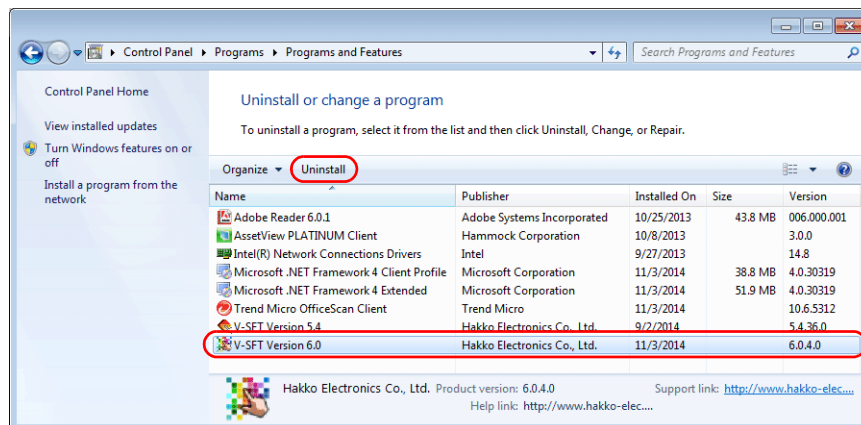 Control Panel Programs Programs and Features Search Programs and Features
Control Panel Home
View installed updates
Turn Windows features on or off
Install a program from the network
Uninstall or change a program
To uninstall a program, select it from the list and then click Uninstall, Change, or Repair.
Organize Uninstall
Name Publisher Installed On Size Version
Adobe Reader 6.0.1 Adobe Systems Incorporated 10/25/2013 43.8 MB 006.000.001
AssetView PLATINUM Client Hammock Corporation 10/8/2013 3.0.0
Intel(R) Network Connections Drivers Intel 9/27/2013 14.8
Microsoft .NET Framework 4 Client Profile Microsoft Corporation 11/3/2014 38.8 MB 4.0.30319
Microsoft .NET Framework 4 Extended Microsoft Corporation 11/3/2014 51.9 MB 4.0.30319
Trend Micro OfficeScan Client Trend Micro 11/3/2014 10.6.5312
V-SFT Version 5.4 Hakko Electronics Co., Ltd. 9/2/2014 5.4.36.0
V-SFT Version 6.0 Hakko Electronics Co., Ltd. 11/3/2014 6.0.4.0
Hakko Electronics Co., Ltd. Product version: 6.0.4.0 Support link: http://www.hakko-elec....
Help link: http://www.hakko-elec....